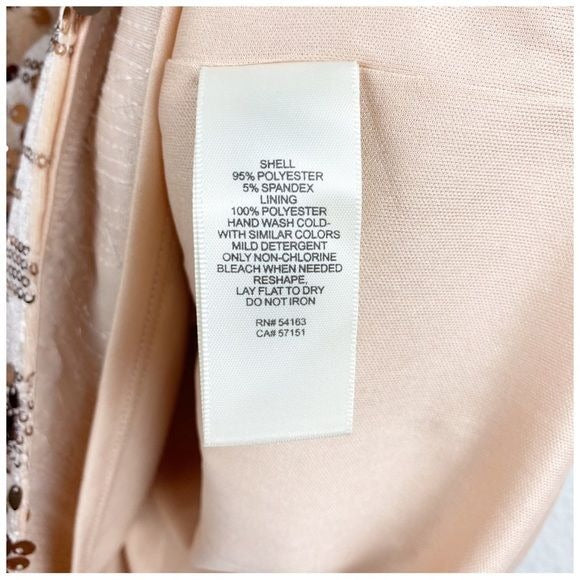 SHELL
95% POLYESTER
5% SPANDEX
LINING
100% POLYESTER
HAND WASH COLD-
WITH SIMILAR COLORS
MILD DETERGENT
ONLY NON-CHLORINE
BLEACH WHEN NEEDED
RESHAPE,
LAY FLAT TO DRY
DO NOT IRON
RN# 54163
CA# 57151